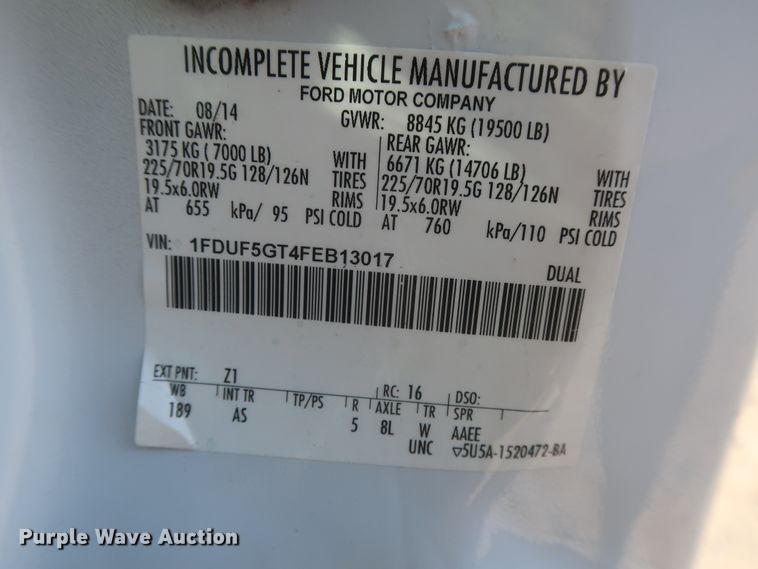 INCOMPLETE VEHICLE MANUFACTURED BY
FORD MOTOR COMPANY
DATE: 08/14 GVWR: 8845 KG (19500 LB)
FRONT GAWR: REAR GAWR:
3175 KG ( 7000 LB) WITH 6671 KG (14706 LB) WITH
225/70R19.5G 128/126N TIRES 225/70R19.5G 128/126N TIRES
19.5x6.0RW RIMS 19.5x6.0RW RIMS
AT 655 kPa/ 95 PSI COLD AT 760 kPa/110 PSI COLD
VIN: 1FDUF5GT4FEB13017
DUAL
EXT PNT: Z1 RC: 16 DSO:
WB INT TR TP/PS R AXLE TR SPR
189 AS 5 8L W AAEE
UNC ▽5U5A-1520472-BA
Purple Wave Auction